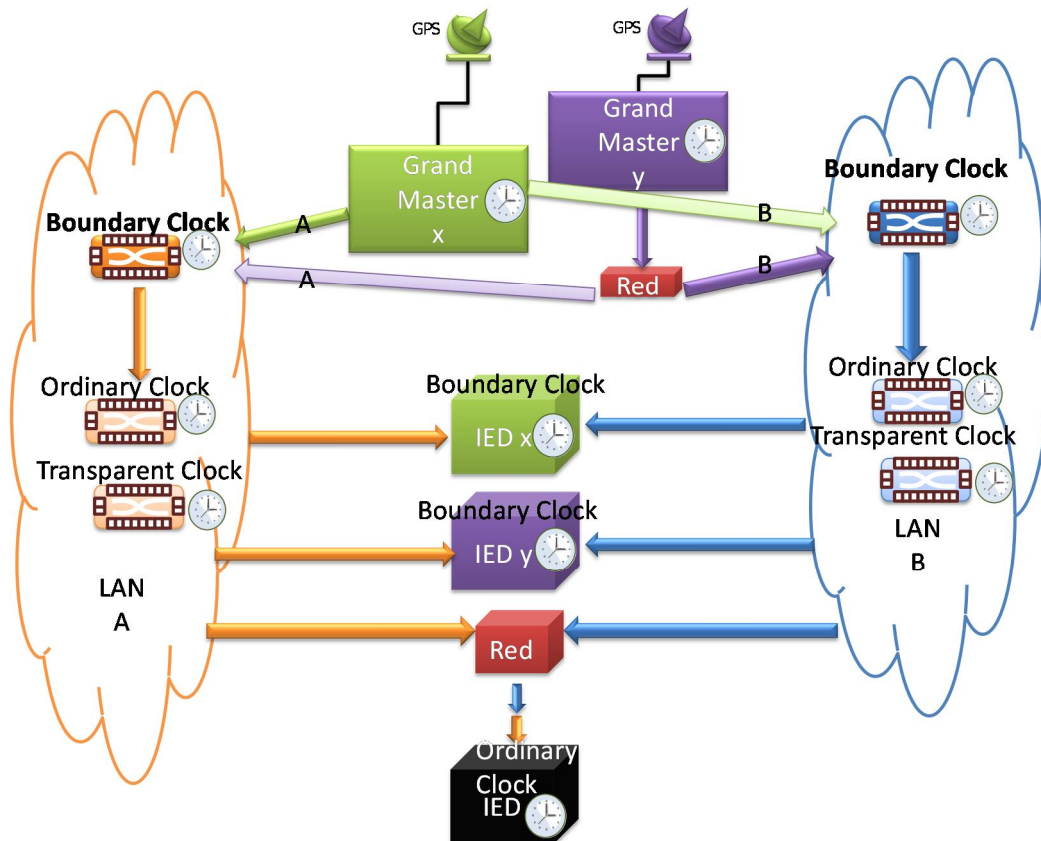 GPS
GPS
Grand
Master
x
Grand
Master
y
Boundary Clock
Boundary Clock
A
B
A
B
Red
Ordinary Clock
Transparent Clock
LAN
A
Boundary Clock
IED x
Boundary Clock
IED y
Red
Ordinary
Clock
IED
Ordinary Clock
Transparent Clock
LAN
B